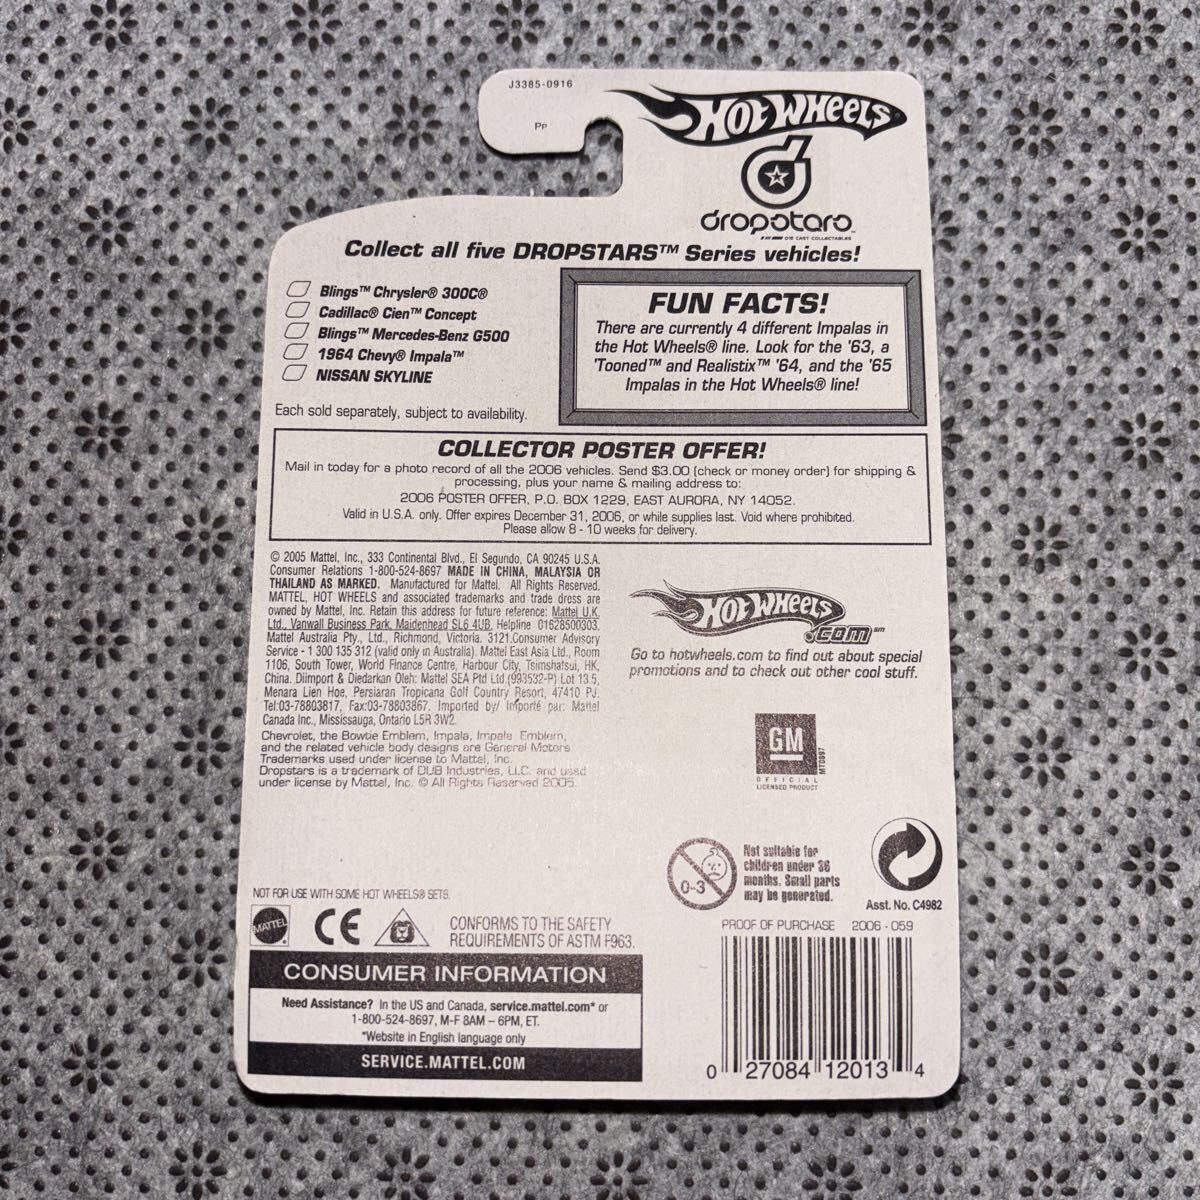 J3385-0916
PP
HOT WHEELS
dropstars™
DIE CAST COLLECTABLES
Collect all five DROPSTARS™ Series vehicles!
Blings™ Chrysler® 300C®
Cadillac® Cien™ Concept
Blings™ Mercedes-Benz G500
1964 Chevy® Impala™
NISSAN SKYLINE
Each sold separately, subject to availability.
FUN FACTS!
There are currently 4 different Impalas in
the Hot Wheels® line. Look for the '63, a
'Tooned™ and Realistix™ '64, and the '65
Impalas in the Hot Wheels® line!
COLLECTOR POSTER OFFER!
Mail in today for a photo record of all the 2006 vehicles. Send $3.00 (check or money order) for shipping &
processing, plus your name & mailing address to:
2006 POSTER OFFER, P.O. BOX 1229, EAST AURORA, NY 14052.
Valid in U.S.A. only. Offer expires December 31, 2006, or while supplies last. Void where prohibited.
Please allow 8 - 10 weeks for delivery.
© 2005 Mattel, Inc., 333 Continental Blvd., El Segundo, CA 90245 U.S.A.
Consumer Relations 1-800-524-8697 MADE IN CHINA, MALAYSIA OR
THAILAND AS MARKED. Manufactured for Mattel. All Rights Reserved.
MATTEL, HOT WHEELS and associated trademarks and trade dress are
owned by Mattel, Inc. Retain this address for future reference: Mattel U.K.
Ltd., Vanwall Business Park, Maidenhead SL6 4UB. Helpline 01628500303.
Mattel Australia Pty., Ltd., Richmond, Victoria. 3121.Consumer Advisory
Service - 1 300 135 312 (valid only in Australia). Mattel East Asia Ltd., Room
1106, South Tower, World Finance Centre, Harbour City, Tsimshatsui, HK,
China. Diimport & Diedarkan Oleh: Mattel SEA Ptd Ltd.(993532-P) Lot 13.5,
Menara Lien Hoe, Persiaran Tropicana Golf Country Resort, 47410 PJ.
Tel:03-78803817, Fax:03-78803867. Imported by/ Importé par: Mattel
Canada Inc., Mississauga, Ontario L5R 3W2.
Chevrolet, the Bowtie Emblem, Impala, Impala Emblem,
and the related vehicle body designs are General Motors
Trademarks used under license to Mattel, Inc.
Dropstars is a trademark of DUB Industries, LLC. and used
under license by Mattel, Inc. © All Rights Reserved 2005.
HOT WHEELS
.com℠
Go to hotwheels.com to find out about special
promotions and to check out other cool stuff.
GM
MT0097
OFFICIAL
LICENSED PRODUCT
0-3
Not suitable for
children under 36
months. Small parts
may be generated.
Asst. No. C4982
NOT FOR USE WITH SOME HOT WHEELS® SETS.
MATTEL
CE
CONFORMS TO THE SAFETY
REQUIREMENTS OF ASTM F963.
PROOF OF PURCHASE 2006 - 059
CONSUMER INFORMATION
Need Assistance? In the US and Canada, service.mattel.com* or
1-800-524-8697, M-F 8AM – 6PM, ET.
*Website in English language only
SERVICE.MATTEL.COM
0 27084 12013 4